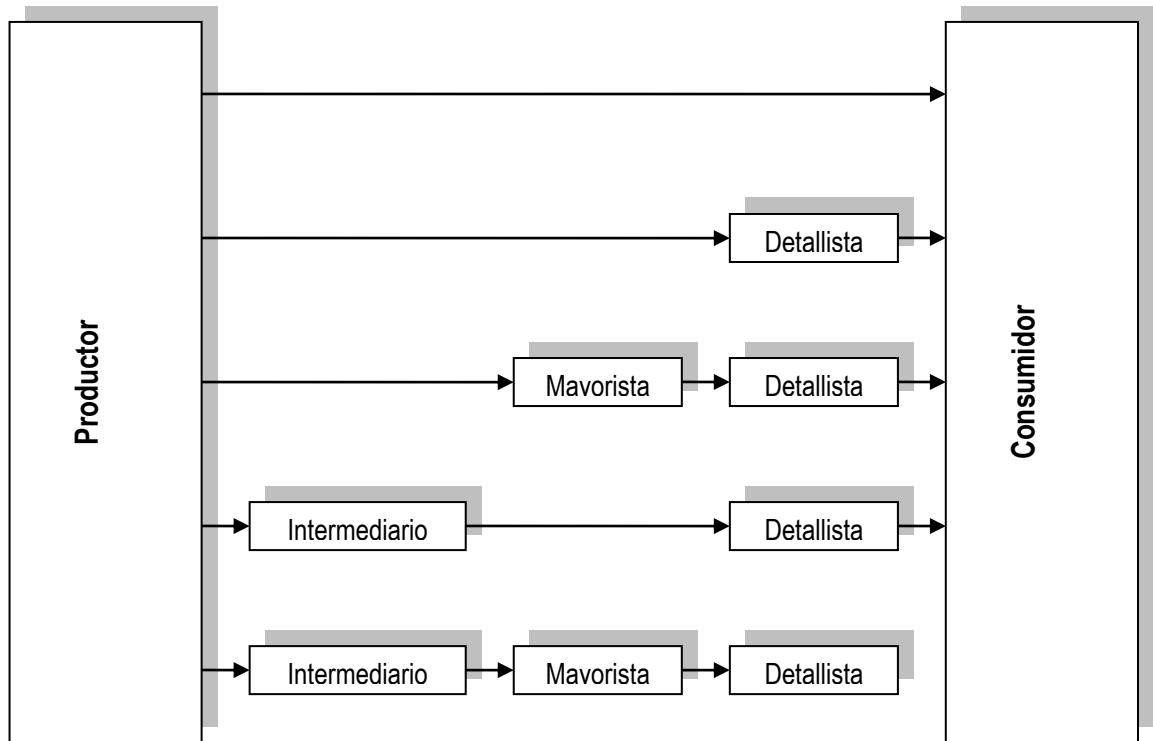 Productor
Consumidor
Detallista
Mavorista
Detallista
Intermediario
Detallista
Intermediario
Mavorista
Detallista